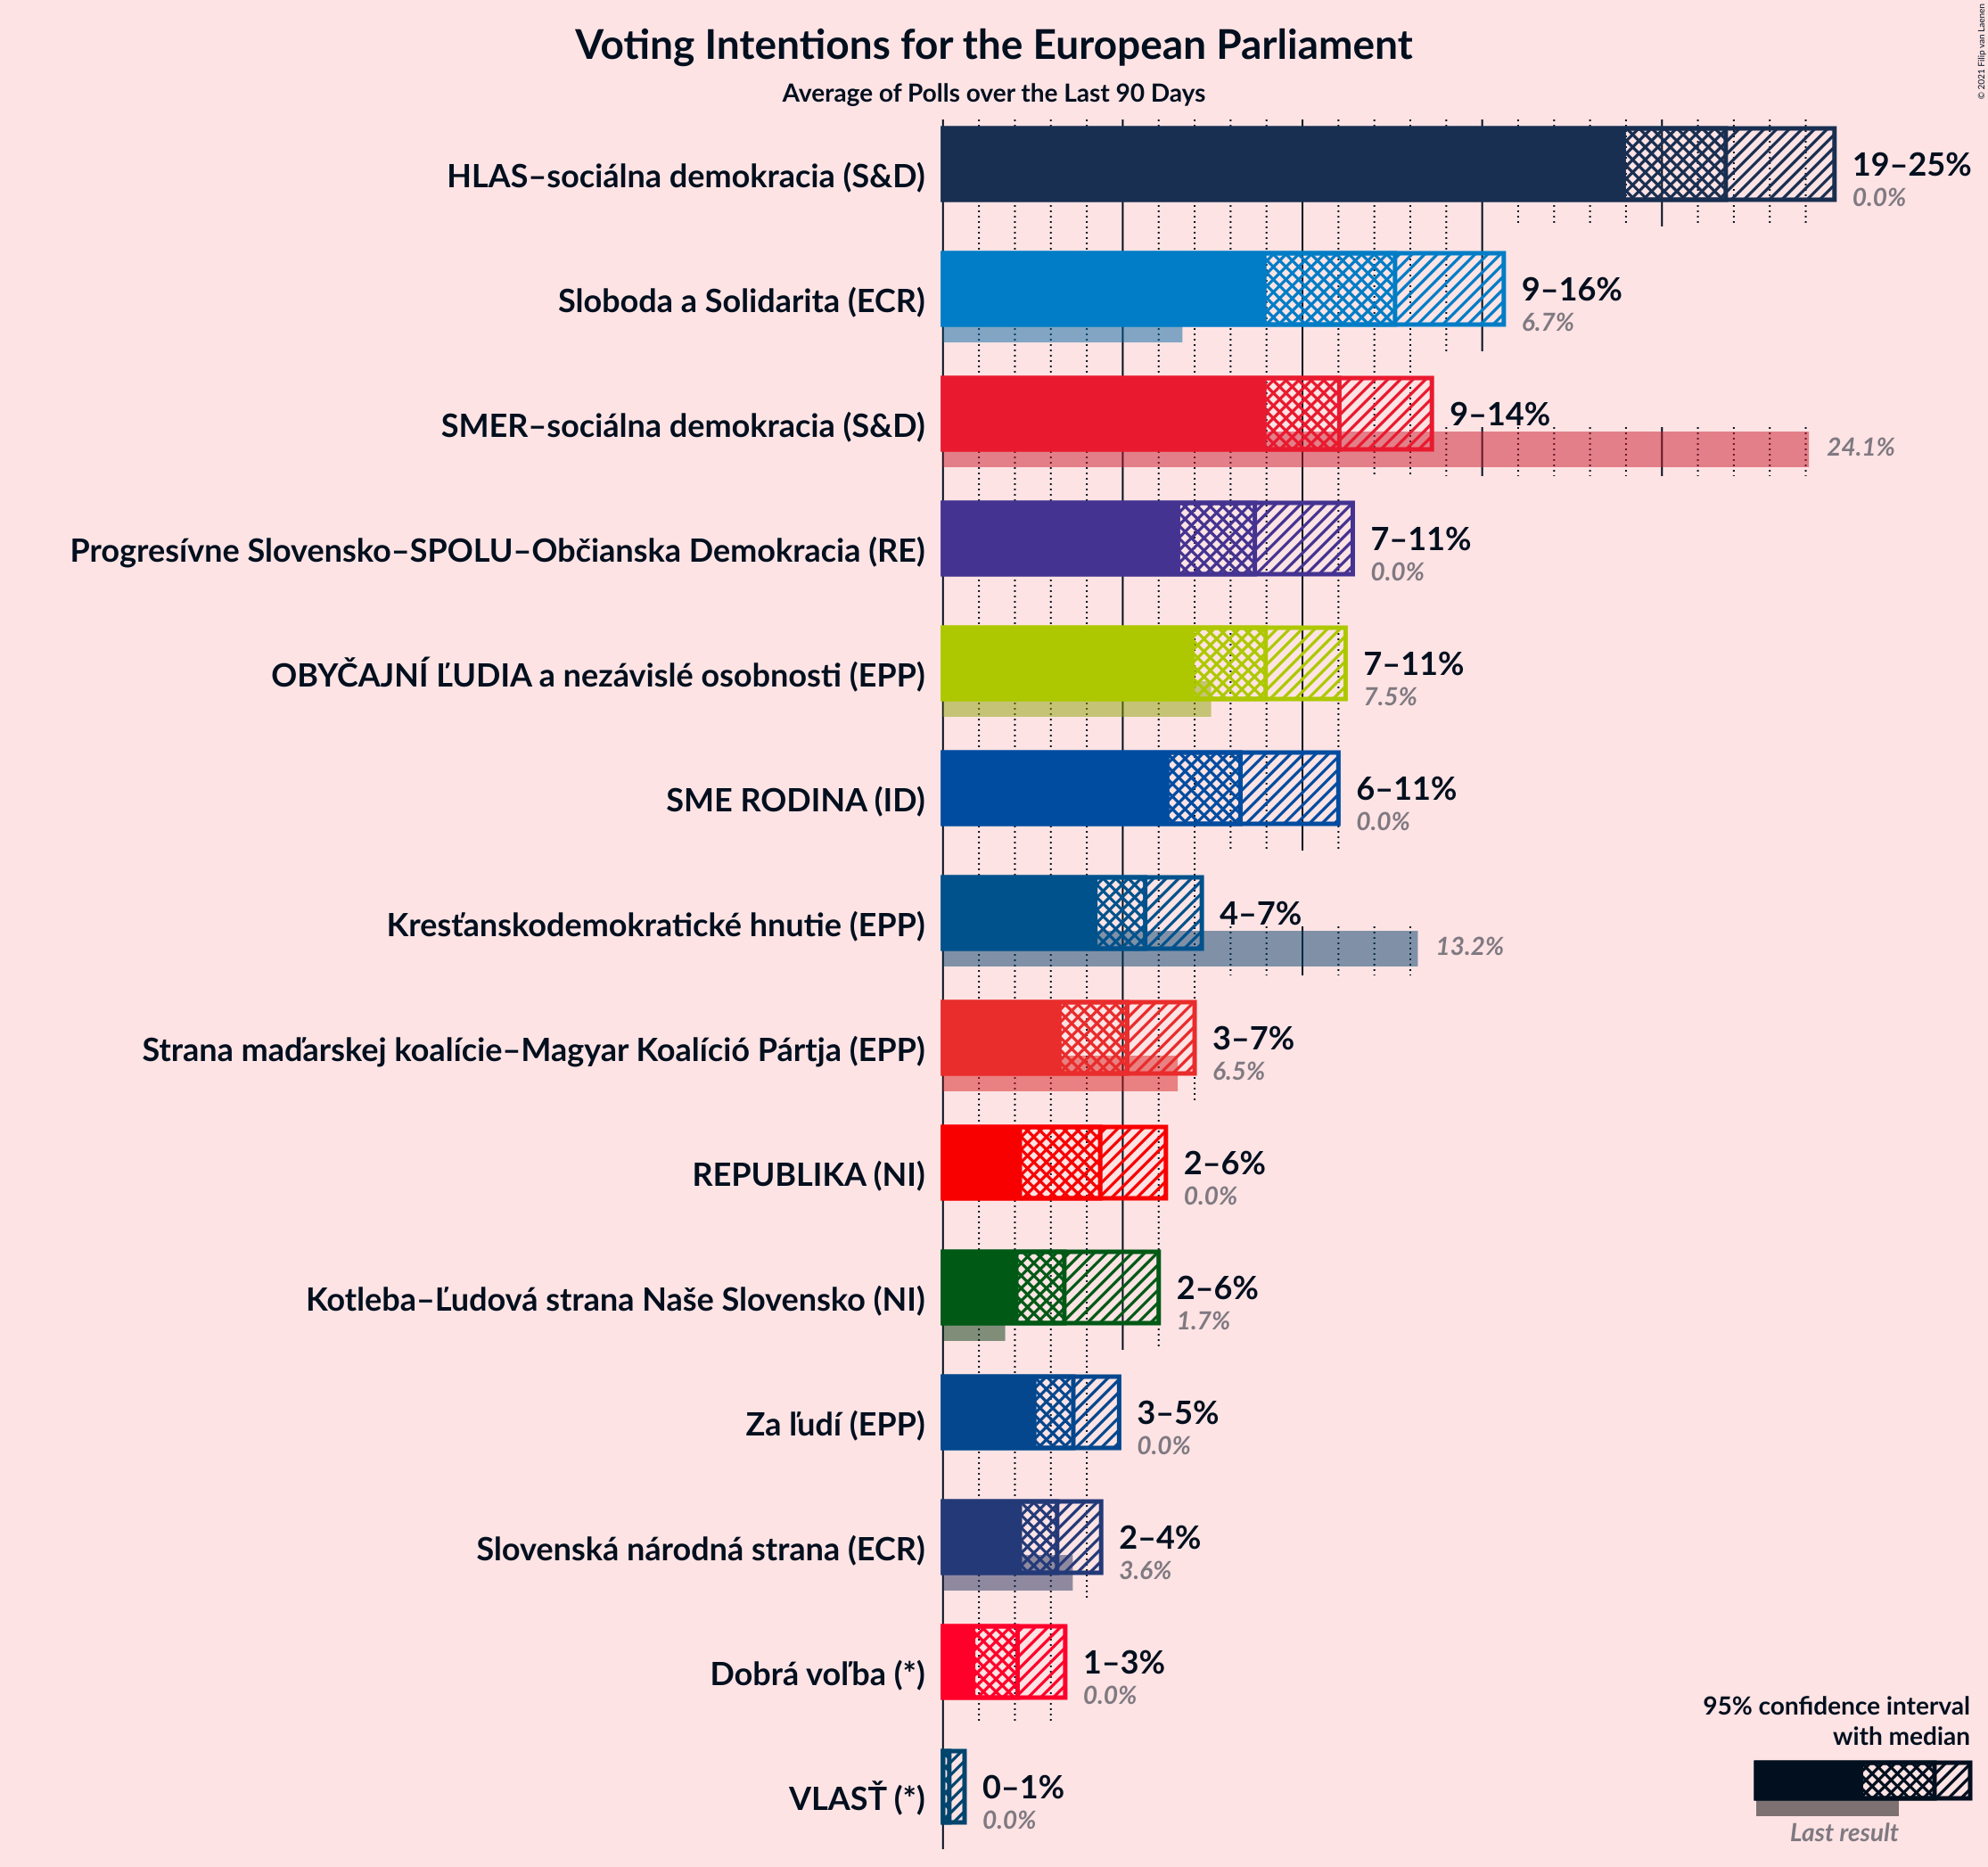 Voting Intentions for the European Parliament
Average of Polls over the Last 90 Days
© 2021 Filip van Laenen
HLAS–sociálna demokracia (S&D)
19–25%
0.0%
Sloboda a Solidarita (ECR)
9–16%
6.7%
SMER–sociálna demokracia (S&D)
9–14%
24.1%
Progresívne Slovensko–SPOLU–Občianska Demokracia (RE)
7–11%
0.0%
OBYČAJNÍ ĽUDIA a nezávislé osobnosti (EPP)
7–11%
7.5%
SME RODINA (ID)
6–11%
0.0%
Kresťanskodemokratické hnutie (EPP)
4–7%
13.2%
Strana maďarskej koalície–Magyar Koalíció Pártja (EPP)
3–7%
6.5%
REPUBLIKA (NI)
2–6%
0.0%
Kotleba–Ľudová strana Naše Slovensko (NI)
2–6%
1.7%
Za ľudí (EPP)
3–5%
0.0%
Slovenská národná strana (ECR)
2–4%
3.6%
Dobrá voľba (*)
1–3%
0.0%
VLASŤ (*)
0–1%
0.0%
95% confidence interval
with median
Last result